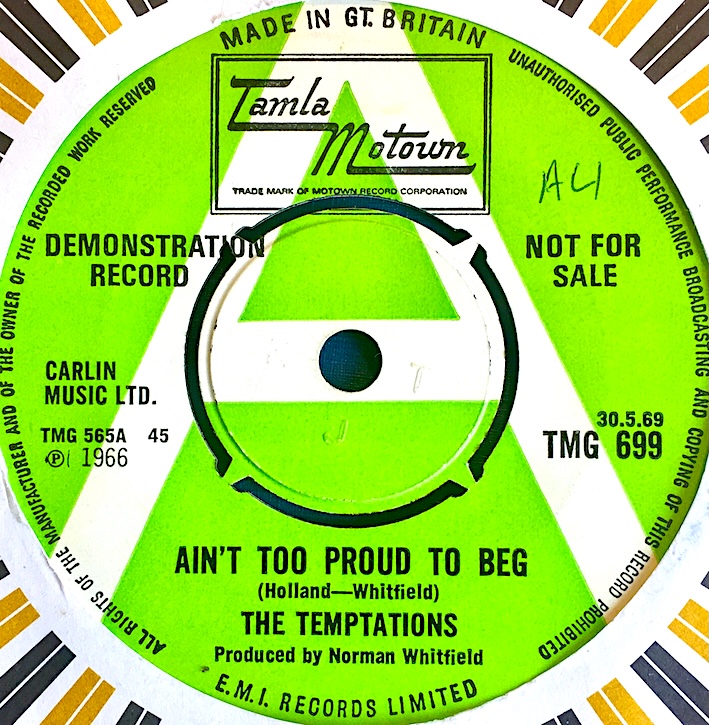 MADE IN GT. BRITAIN
UNAUTHORISED PUBLIC PERFORMANCE BROADCASTING AND COPYING OF THIS RECORD PROHIBITED
ALL RIGHTS OF THE MANUFACTURER AND OF THE OWNER OF THE RECORDED WORK RESERVED
Tamla
Motown
TRADE MARK OF MOTOWN RECORD CORPORATION
A41
DEMONSTRATION
RECORD
NOT FOR
SALE
CARLIN
MUSIC LTD.
TMG 565A 45
℗ 1966
30.5.69
TMG 699
AIN'T TOO PROUD TO BEG
(Holland—Whitfield)
THE TEMPTATIONS
Produced by Norman Whitfield
E.M.I. RECORDS LIMITED